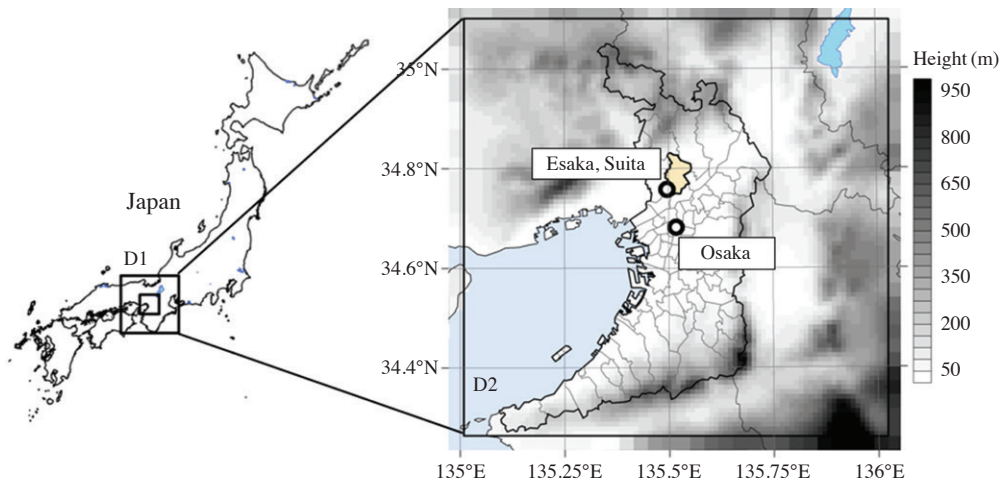 Japan
D1
35°N
34.8°N
34.6°N
34.4°N
Esaka, Suita
Osaka
D2
135°E
135.25°E
135.5°E
135.75°E
136°E
Height (m)
950
800
650
500
350
200
50